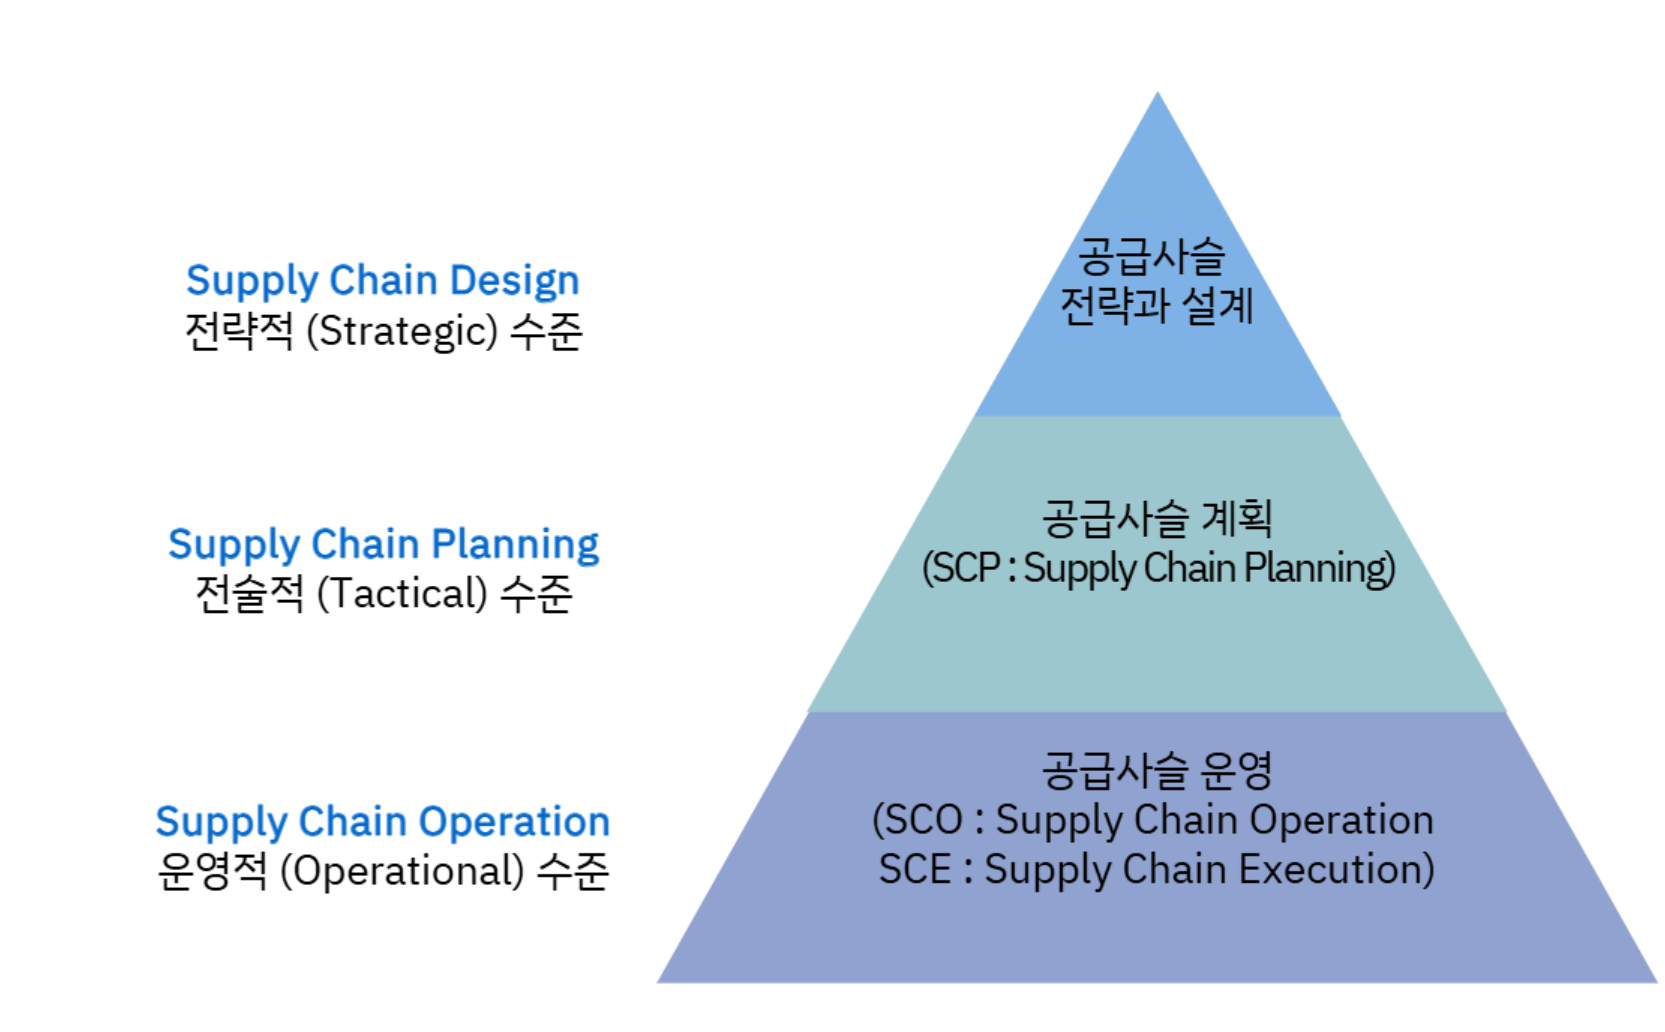 Supply Chain Design
전략적 (Strategic) 수준
공급사슬
전략과 설계
Supply Chain Planning
전술적 (Tactical) 수준
공급사슬 계획
(SCP : Supply Chain Planning)
Supply Chain Operation
운영적 (Operational) 수준
공급사슬 운영
(SCO : Supply Chain Operation
SCE : Supply Chain Execution)